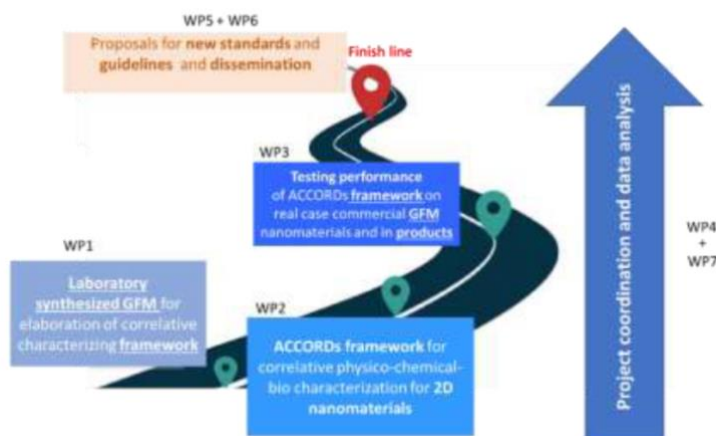 WP5 + WP6
Proposals for new standards and
guidelines and dissemination
Finish line
WP3
Testing performance
of ACCORDs framework on
real case commercial GFM
nanomaterials and in products
WP1
Laboratory
synthesized GFM for
elaboration of correlative
characterizing framework
WP2
ACCORDs framework for
correlative physico-chemical-
bio characterization for 2D
nanomaterials
Project coordination and data analysis
WP4
+
WP7